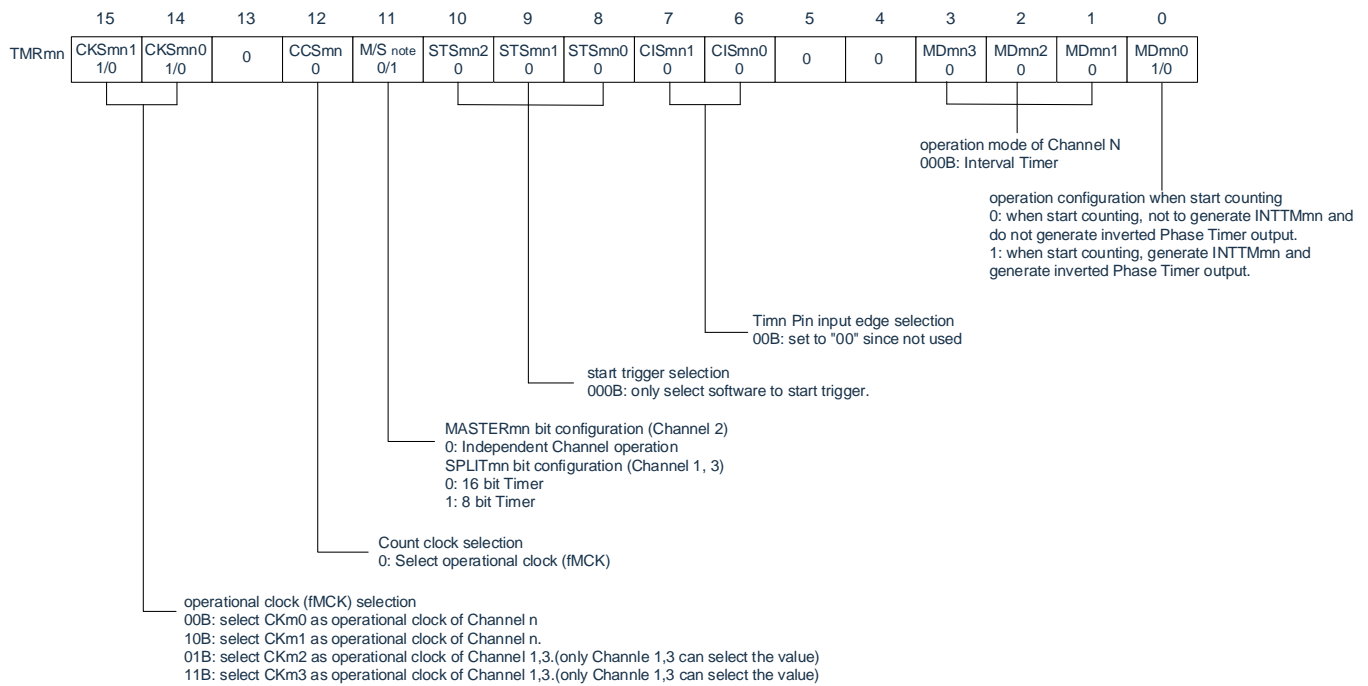 15 14 13 12 11 10 9 8 7 6 5 4 3 2 1 0
TMRmn CKSmn1 CKSmn0 0 CCSmn M/S note STSmn2 STSmn1 STSmn0 CISmn1 CISmn0 0 0 MDmn3 MDmn2 MDmn1 MDmn0
1/0 1/0 0 0/1 0 0 0 0 0 0 0 0 1/0
operation mode of Channel N
000B: Interval Timer
operation configuration when start counting
0: when start counting, not to generate INTTMmn and
do not generate inverted Phase Timer output.
1: when start counting, generate INTTMmn and
generate inverted Phase Timer output.
Timn Pin input edge selection
00B: set to "00" since not used
start trigger selection
000B: only select software to start trigger.
MASTERmn bit configuration (Channel 2)
0: Independent Channel operation
SPLITmn bit configuration (Channel 1, 3)
0: 16 bit Timer
1: 8 bit Timer
Count clock selection
0: Select operational clock (fMCK)
operational clock (fMCK) selection
00B: select CKm0 as operational clock of Channel n
10B: select CKm1 as operational clock of Channel n.
01B: select CKm2 as operational clock of Channel 1,3.(only Channle 1,3 can select the value)
11B: select CKm3 as operational clock of Channel 1,3.(only Channle 1,3 can select the value)